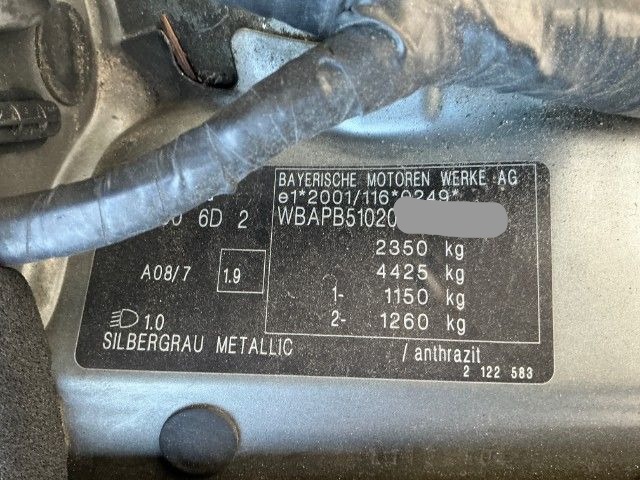 BAYERISCHE MOTOREN WERKE AG
e1*2001/116*0249*
WBAPB51020
6D 2
2350 kg
4425 kg
A08/7 1.9
1- 1150 kg
2- 1260 kg
1.0
SILBERGRAU METALLIC / anthrazit
2 122 583